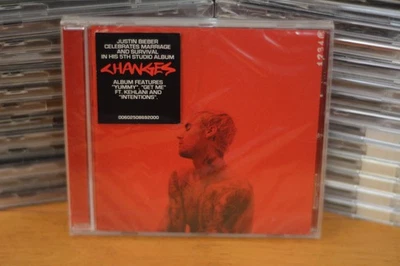 JUSTIN BIEBER
CELEBRATES MARRIAGE
AND SURVIVAL
IN HIS 5TH STUDIO ALBUM
CHANGES
ALBUM FEATURES
"YUMMY", "GET ME"
FT. KEHLANI AND
"INTENTIONS".
00602508682000